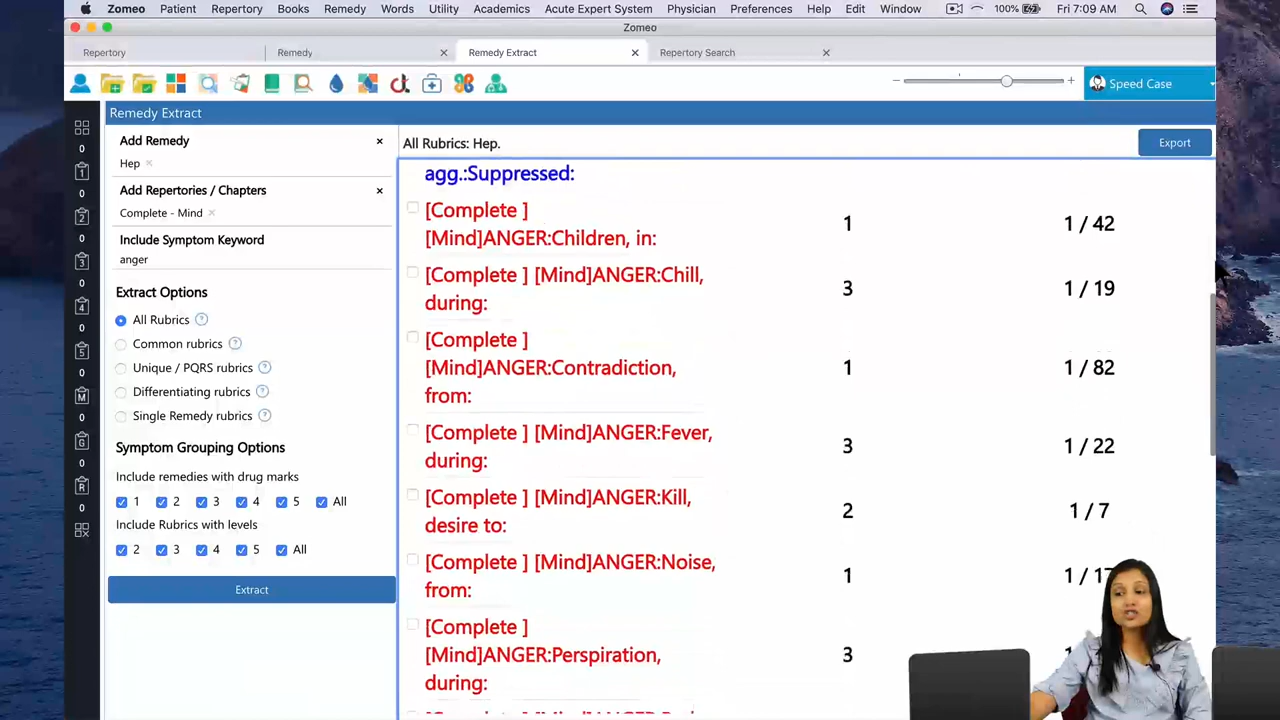 Zomeo Patient Repertory Books Remedy Words Utility Academics Acute Expert System Physician Preferences Help Edit Window 100% Fri 7:09 AM
Zomeo
Repertory Remedy Remedy Extract Repertory Search
Speed Case
Remedy Extract
Add Remedy
Hep
Add Repertories / Chapters
Complete - Mind
Include Symptom Keyword
anger
Extract Options
All Rubrics
Common rubrics
Unique / PQRS rubrics
Differentiating rubrics
Single Remedy rubrics
Symptom Grouping Options
Include remedies with drug marks
1 2 3 4 5 All
Include Rubrics with levels
2 3 4 5 All
Extract
0
1
0
2
0
3
0
4
0
5
0
M
0
G
0
R
0
All Rubrics: Hep.
Export
agg.:Suppressed:
[Complete ]
[Mind]ANGER:Children, in: 1 1 / 42
[Complete ] [Mind]ANGER:Chill,
during: 3 1 / 19
[Complete ]
[Mind]ANGER:Contradiction,
from: 1 1 / 82
[Complete ] [Mind]ANGER:Fever,
during: 3 1 / 22
[Complete ] [Mind]ANGER:Kill,
desire to: 2 1 / 7
[Complete ] [Mind]ANGER:Noise,
from: 1
[Complete ]
[Mind]ANGER:Perspiration,
during: 3